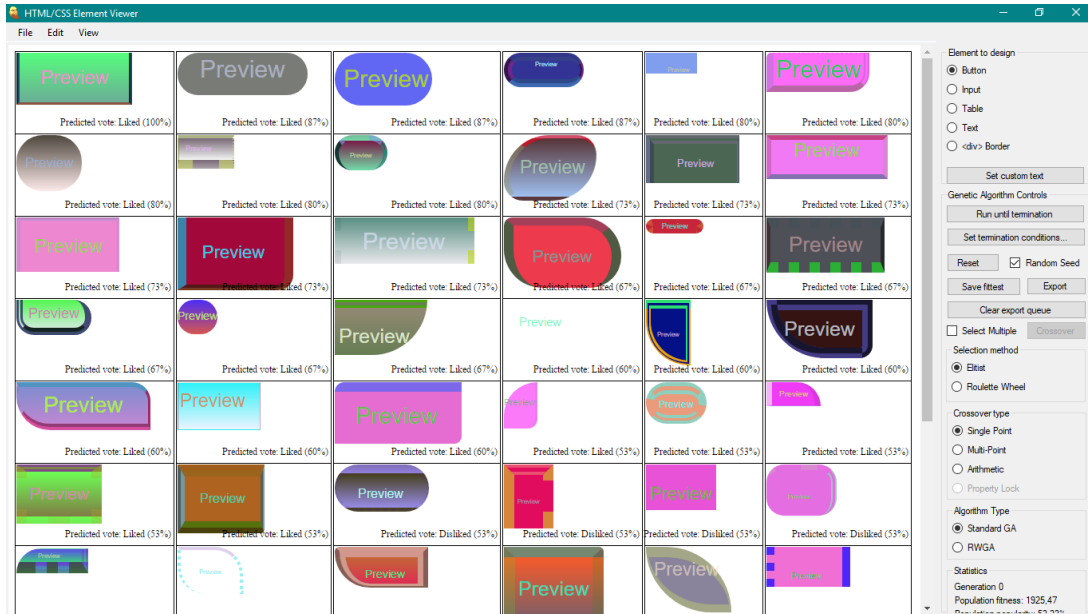 HTML/CSS Element Viewer
File Edit View
Preview Preview Preview Preview Preview Preview
Predicted vote: Liked (100%) Predicted vote: Liked (87%) Predicted vote: Liked (87%) Predicted vote: Liked (87%) Predicted vote: Liked (80%) Predicted vote: Liked (80%)
Preview Preview Preview Preview Preview Preview
Predicted vote: Liked (80%) Predicted vote: Liked (80%) Predicted vote: Liked (80%) Predicted vote: Liked (73%) Predicted vote: Liked (73%) Predicted vote: Liked (73%)
Preview Preview Preview Preview Preview Preview
Predicted vote: Liked (73%) Predicted vote: Liked (73%) Predicted vote: Liked (73%) Predicted vote: Liked (67%) Predicted vote: Liked (67%) Predicted vote: Liked (67%)
Preview Preview Preview Preview Preview Preview
Predicted vote: Liked (67%) Predicted vote: Liked (67%) Predicted vote: Liked (67%) Predicted vote: Liked (60%) Predicted vote: Liked (60%) Predicted vote: Liked (60%)
Preview Preview Preview Preview Preview Preview
Predicted vote: Liked (60%) Predicted vote: Liked (60%) Predicted vote: Liked (60%) Predicted vote: Liked (53%) Predicted vote: Liked (53%) Predicted vote: Liked (53%)
Preview Preview Preview Preview Preview Preview
Predicted vote: Liked (53%) Predicted vote: Liked (53%) Predicted vote: Disliked (53%) Predicted vote: Disliked (53%) Predicted vote: Disliked (53%) Predicted vote: Disliked (53%)
Preview Preview Preview Preview Preview Preview
Element to design
Button
Input
Table
Text
<div> Border
Set custom text
Genetic Algorithm Controls
Run until termination
Set termination conditions...
Reset Random Seed
Save fittest Export
Clear export queue
Select Multiple Crossover
Selection method
Elitist
Roulette Wheel
Crossover type
Single Point
Multi-Point
Arithmetic
Property Lock
Algorithm Type
Standard GA
RWGA
Statistics
Generation 0
Population fitness: 1925,47